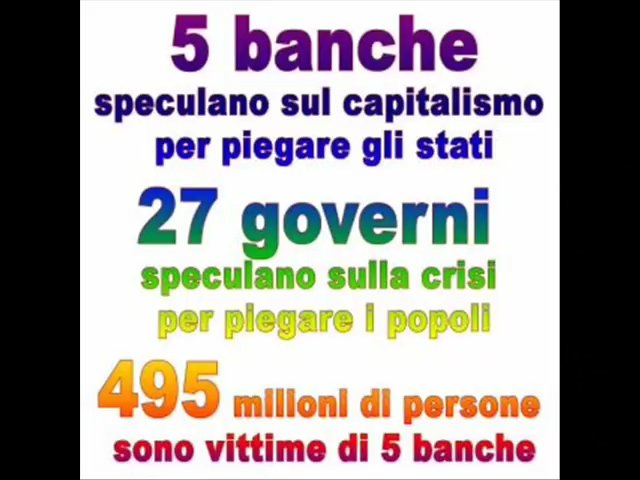 5 banche
speculano sul capitalismo
per piegare gli stati
27 governi
speculano sulla crisi
per piegare i popoli
495 milioni di persone
sono vittime di 5 banche